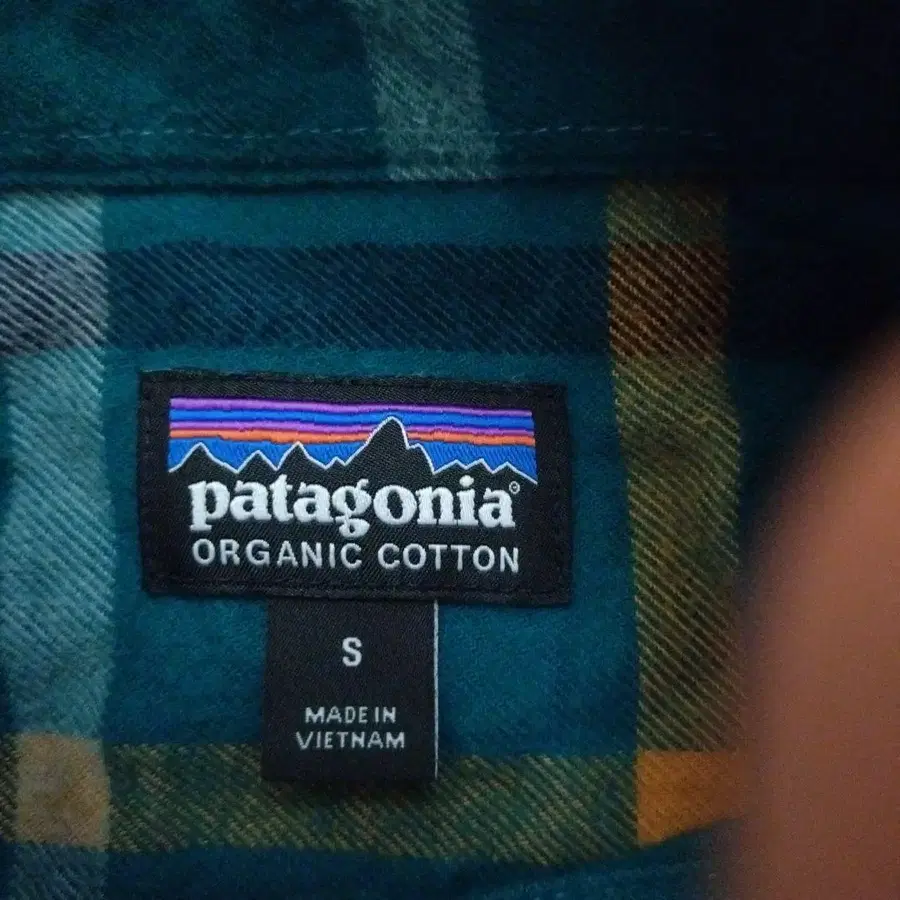 patagonia®
ORGANIC COTTON
S
MADE IN
VIETNAM